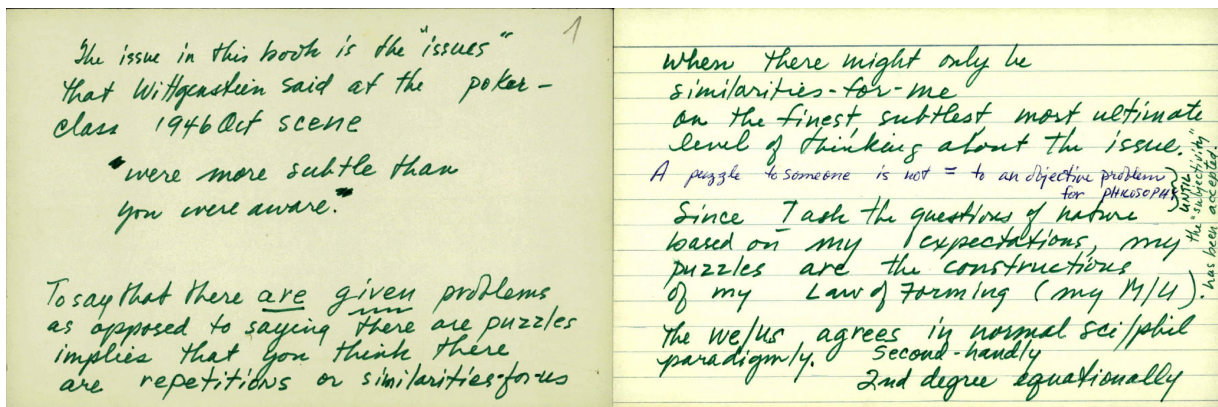 1
The issue in this book is the "issues"
that Wittgenstein said at the poker-
class 1946 Oct scene
"were more subtle than
you were aware."
To say that there are given problems
as opposed to saying there are puzzles
implies that you think there
are repetitions or similarities-for-us
when there might only be
similarities-for-me
on the finest, subtlest, most ultimate
level of thinking about the issue.
A puzzle to someone is not = to an objective problem
for PHILOSOPHY
UNTIL
the "subjectivity"
has been accepted.
Since I ask the questions of nature
based on my expectations, my
puzzles are the constructions
of my Law of Forming (my M/U).
The we/us agrees in normal sci/phil
paradigmly. Second-handly
2nd degree equationally